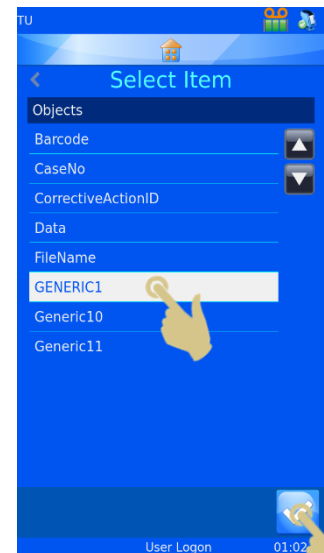 TU
Select Item
Objects
Barcode
CaseNo
CorrectiveActionID
Data
FileName
GENERIC1
Generic10
Generic11
User Logon 01:02